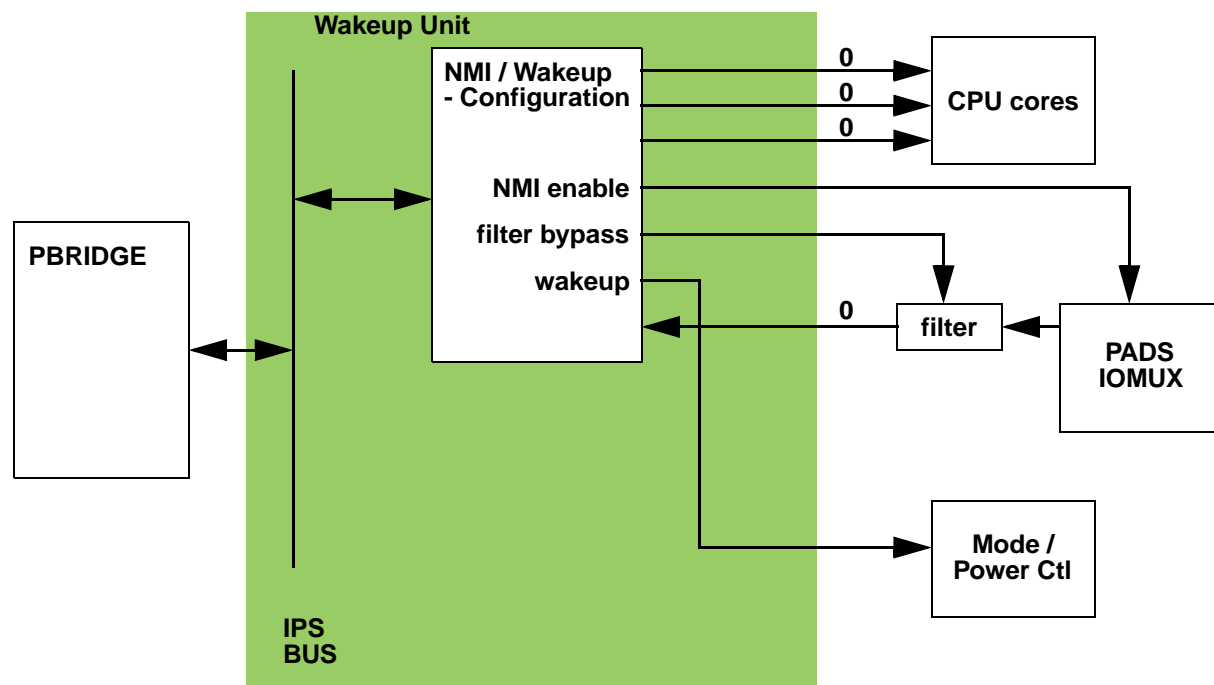 Wakeup Unit
NMI / Wakeup
- Configuration
0
0
0
CPU cores
NMI enable
filter bypass
wakeup
PBRIDGE
0
filter
PADS
IOMUX
Mode /
Power Ctl
IPS
BUS